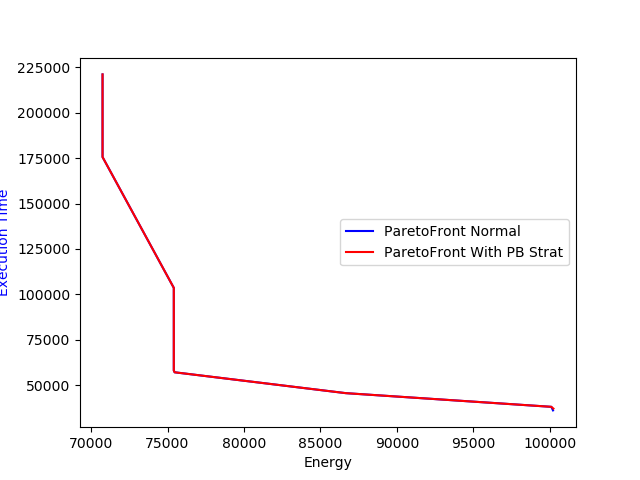 225000
200000
175000
150000
125000
100000
75000
50000
Execution Time
ParetoFront Normal
ParetoFront With PB Strat
70000 75000 80000 85000 90000 95000 100000
Energy